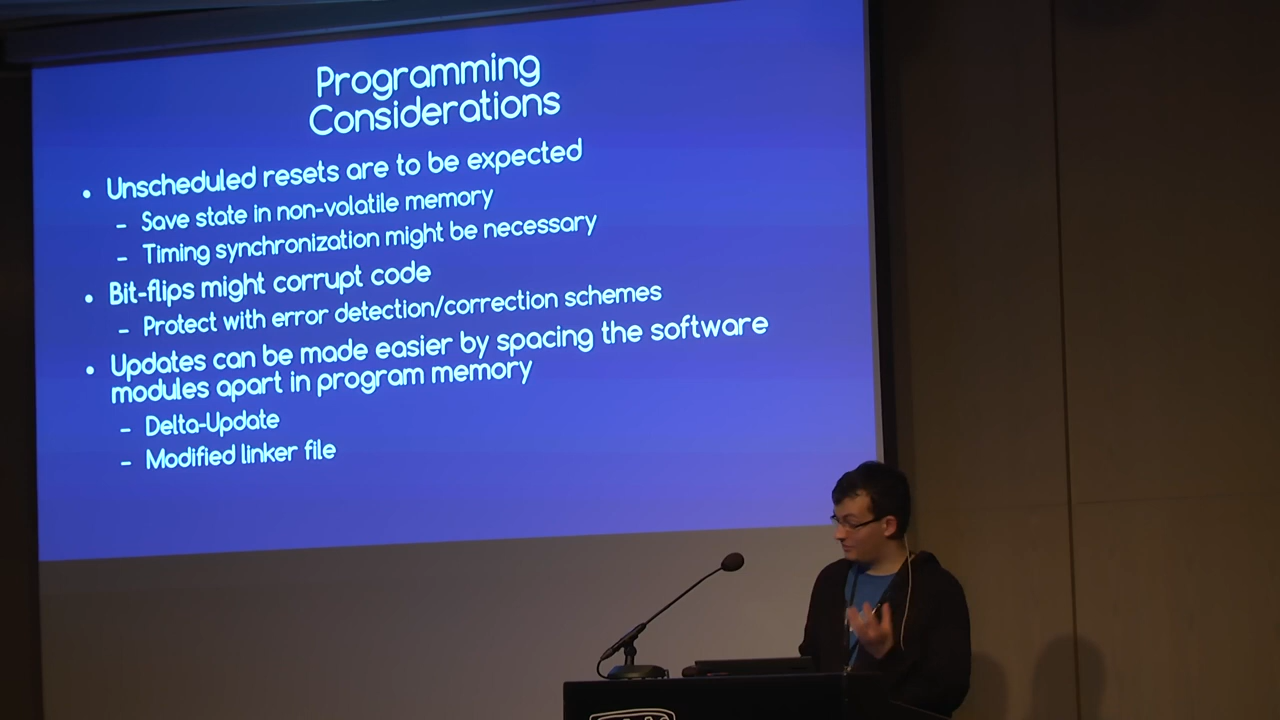 Programming
Considerations
• Unscheduled resets are to be expected
– Save state in non-volatile memory
– Timing synchronization might be necessary
• Bit-flips might corrupt code
– Protect with error detection/correction schemes
• Updates can be made easier by spacing the software
modules apart in program memory
– Delta-Update
– Modified linker file